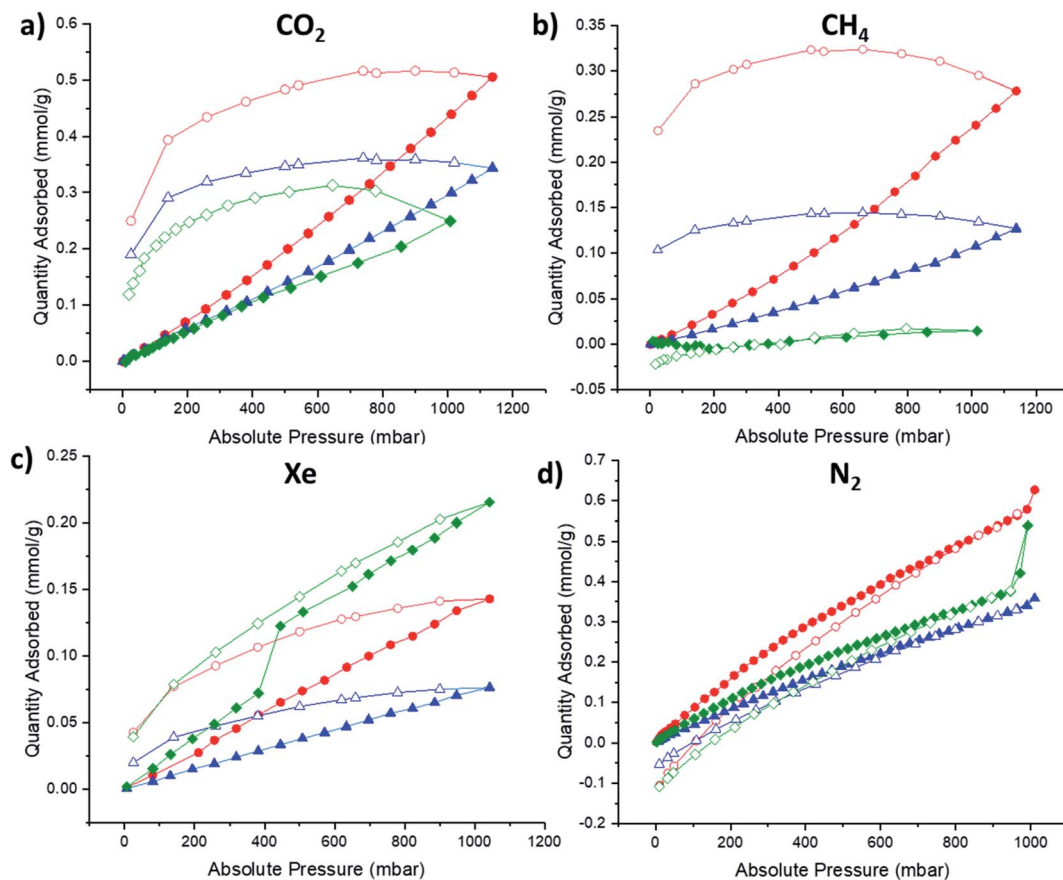 a) CO2
Quantity Adsorbed (mmol/g)
0.6
0.5
0.4
0.3
0.2
0.1
0.0
0 200 400 600 800 1000 1200
Absolute Pressure (mbar)
b) CH4
Quantity Adsorbed (mmol/g)
0.35
0.30
0.25
0.20
0.15
0.10
0.05
0.00
-0.05
0 200 400 600 800 1000 1200
Absolute Pressure (mbar)
c) Xe
Quantity Adsorbed (mmol/g)
0.25
0.20
0.15
0.10
0.05
0.00
0 200 400 600 800 1000 1200
Absolute Pressure (mbar)
d) N2
Quantity Adsorbed (mmol/g)
0.7
0.6
0.5
0.4
0.3
0.2
0.1
0.0
-0.1
-0.2
0 200 400 600 800 1000
Absolute Pressure (mbar)